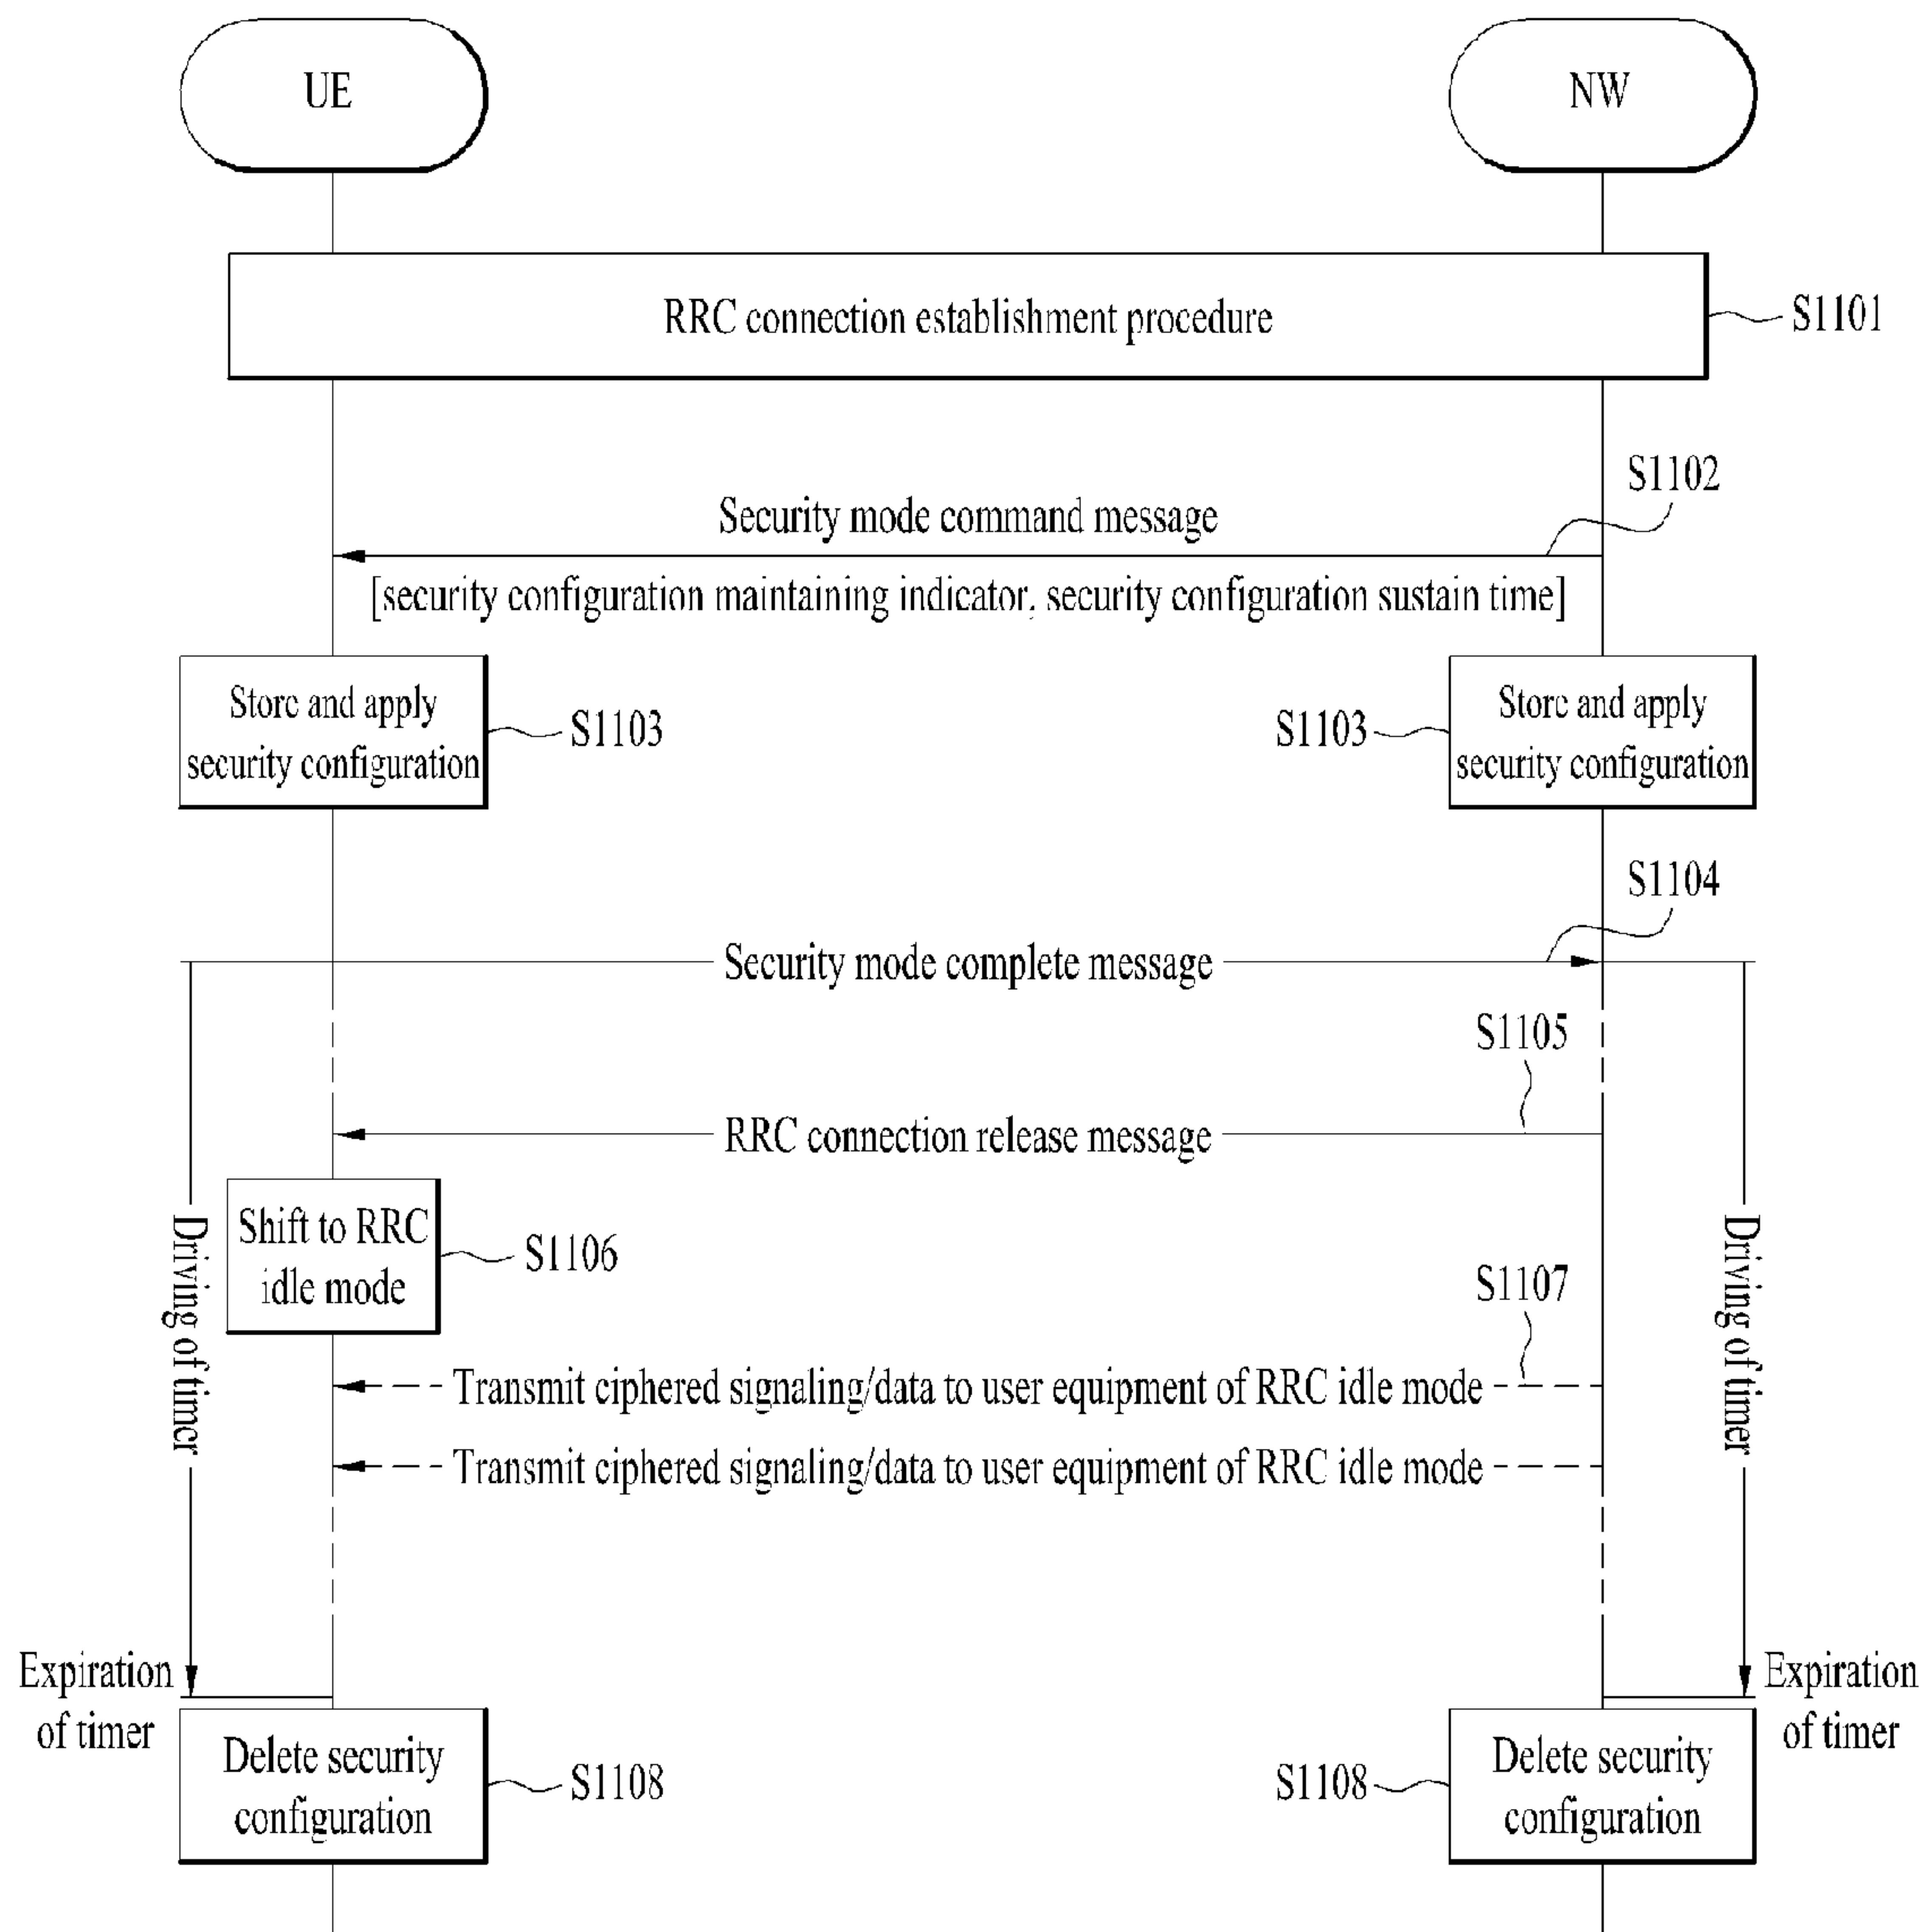 UE
NW
RRC connection establishment procedure
S1101
S1102
Security mode command message
[security configuration maintaining indicator, security configuration sustain time]
Store and apply
security configuration
S1103
S1103
Store and apply
security configuration
S1104
Security mode complete message
S1105
RRC connection release message
Driving of timer
Shift to RRC
idle mode
S1106
S1107
Driving of timer
Transmit ciphered signaling/data to user equipment of RRC idle mode
Transmit ciphered signaling/data to user equipment of RRC idle mode
Expiration
of timer
Expiration
of timer
Delete security
configuration
S1108
S1108
Delete security
configuration